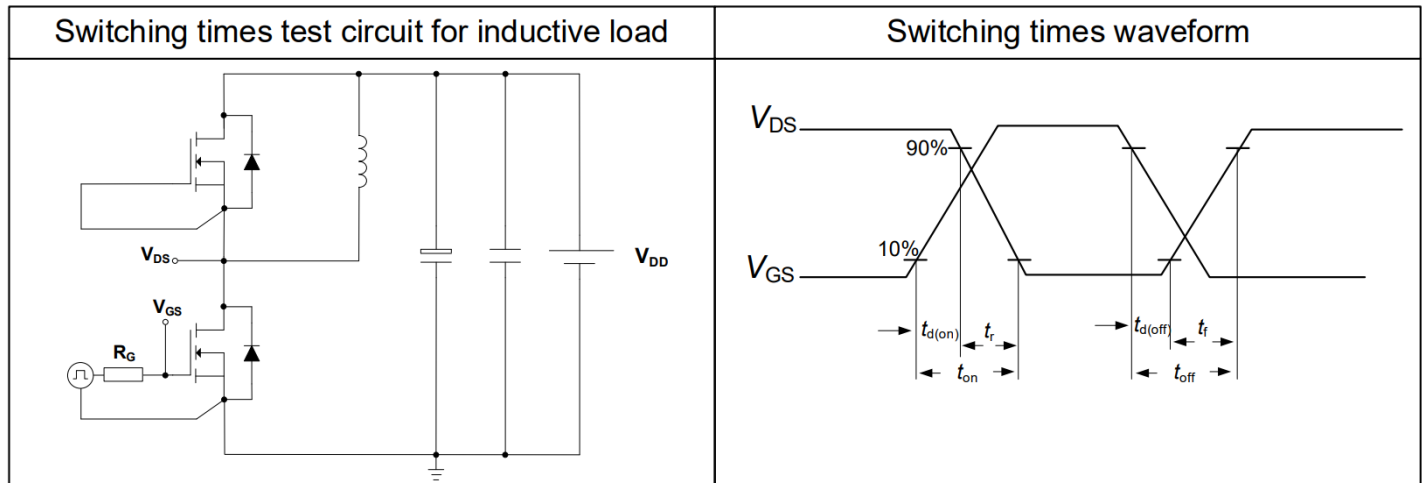 Switching times test circuit for inductive load
Switching times waveform
VDS
VGS
RG
VDD
VDS
90%
10%
VGS
td(on) tr
ton
td(off) tf
toff